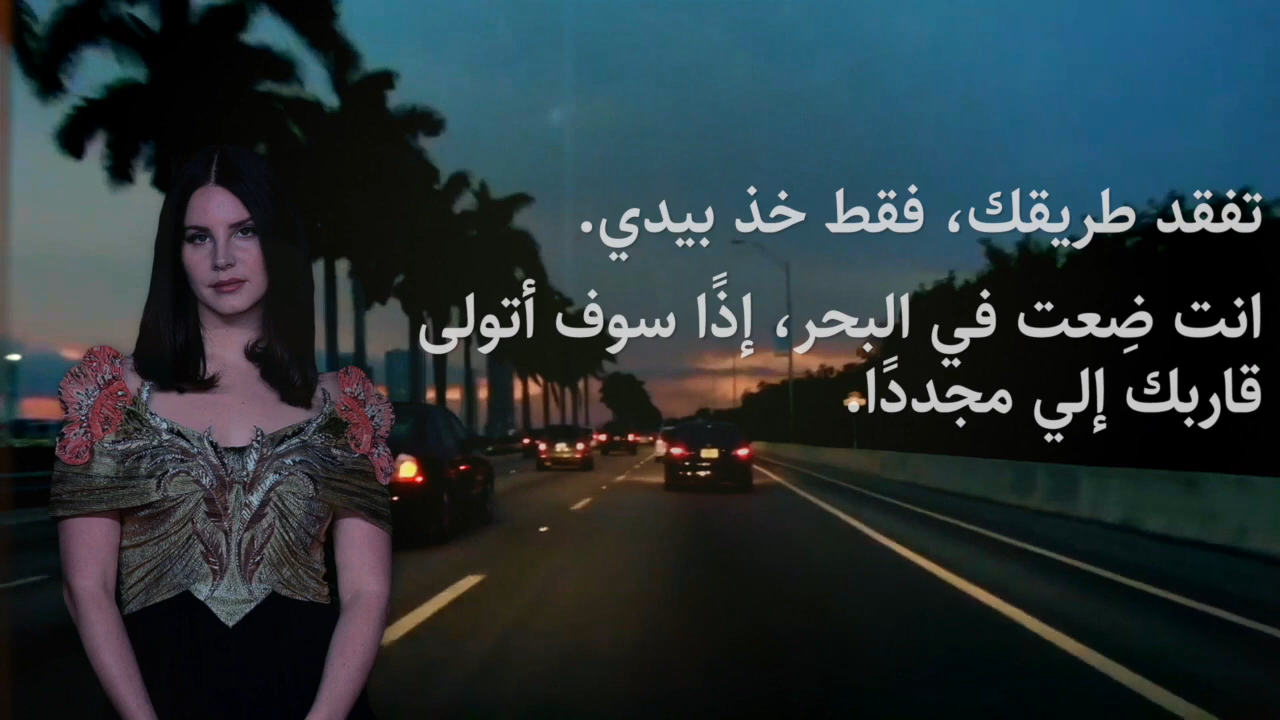 تفقد طريقك، فقط خذ بيدي.
انت ضِعت في البحر، إذًا سوف أتولى
قاربك إلي مجددًا.